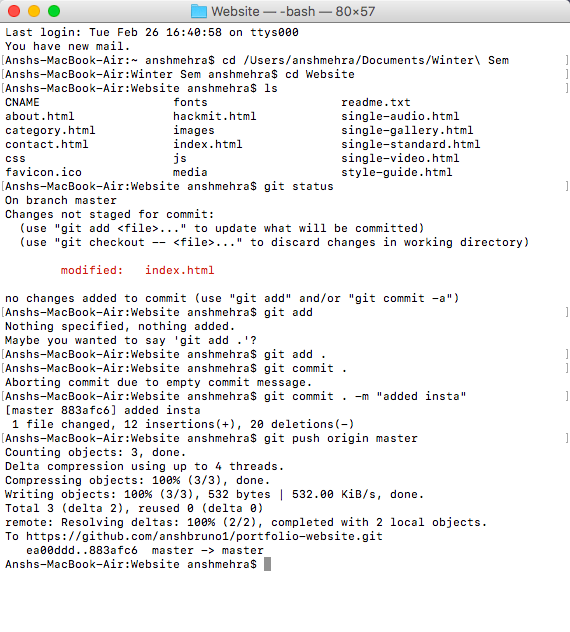 Website — -bash — 80×57
Last login: Tue Feb 26 16:40:58 on ttys000
You have new mail.
[Anshs-MacBook-Air:~ anshmehra$ cd /Users/anshmehra/Documents/Winter\ Sem ]
[Anshs-MacBook-Air:Winter Sem anshmehra$ cd Website ]
[Anshs-MacBook-Air:Website anshmehra$ ls ]
CNAME fonts readme.txt
about.html hackmit.html single-audio.html
category.html images single-gallery.html
contact.html index.html single-standard.html
css js single-video.html
favicon.ico media style-guide.html
[Anshs-MacBook-Air:Website anshmehra$ git status ]
On branch master
Changes not staged for commit:
  (use "git add <file>..." to update what will be committed)
  (use "git checkout -- <file>..." to discard changes in working directory)
modified: index.html
no changes added to commit (use "git add" and/or "git commit -a")
[Anshs-MacBook-Air:Website anshmehra$ git add ]
Nothing specified, nothing added.
Maybe you wanted to say 'git add .'?
[Anshs-MacBook-Air:Website anshmehra$ git add . ]
[Anshs-MacBook-Air:Website anshmehra$ git commit . ]
Aborting commit due to empty commit message.
[Anshs-MacBook-Air:Website anshmehra$ git commit . -m "added insta" ]
[master 883afc6] added insta
 1 file changed, 12 insertions(+), 20 deletions(-)
[Anshs-MacBook-Air:Website anshmehra$ git push origin master ]
Counting objects: 3, done.
Delta compression using up to 4 threads.
Compressing objects: 100% (3/3), done.
Writing objects: 100% (3/3), 532 bytes | 532.00 KiB/s, done.
Total 3 (delta 2), reused 0 (delta 0)
remote: Resolving deltas: 100% (2/2), completed with 2 local objects.
To https://github.com/anshbruno1/portfolio-website.git
   ea00ddd..883afc6  master -> master
Anshs-MacBook-Air:Website anshmehra$